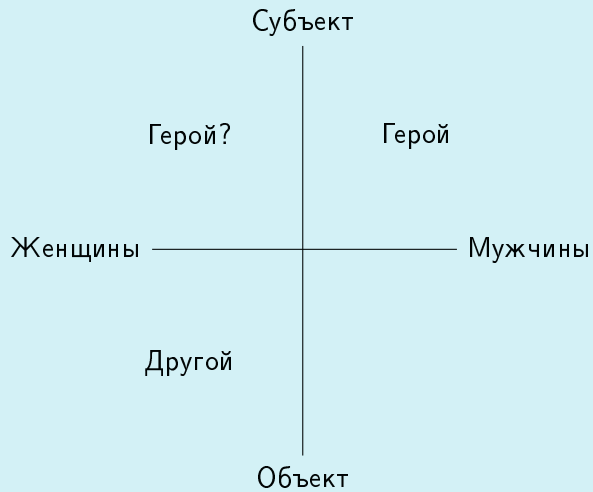 Субъект
Герой?
Герой
Женщины
Мужчины
Другой
Объект